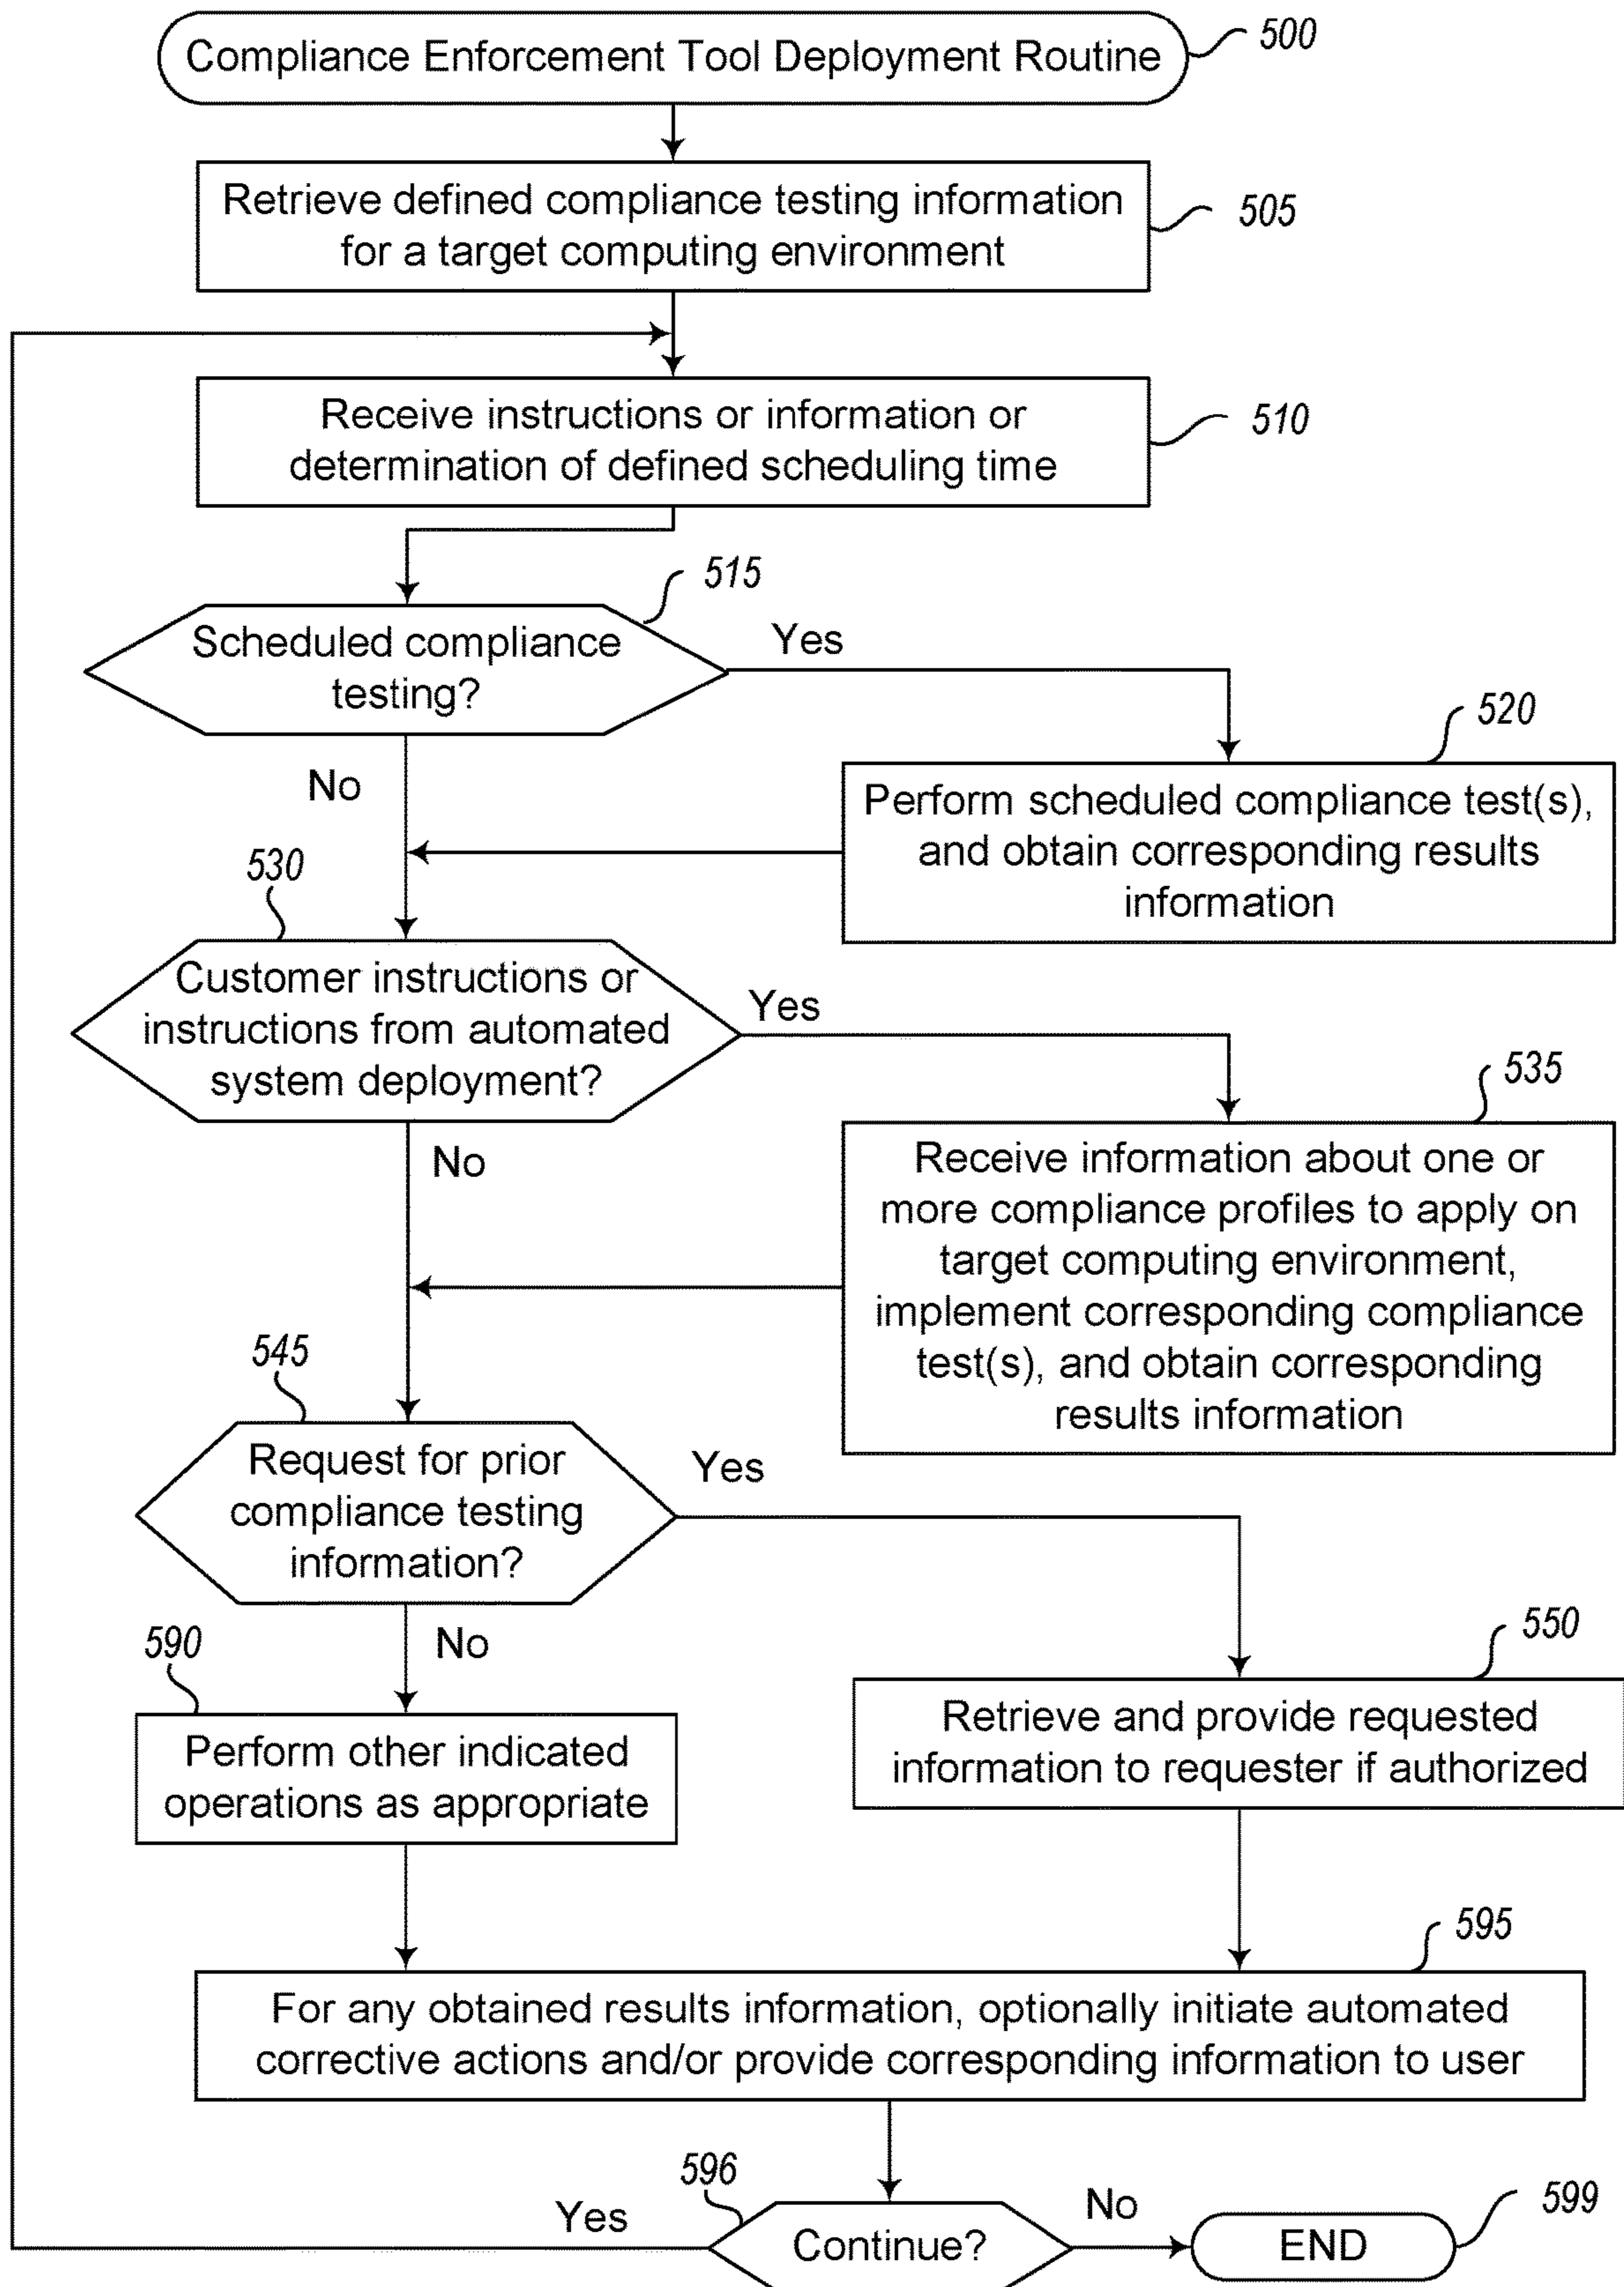 Compliance Enforcement Tool Deployment Routine
500
Retrieve defined compliance testing information
for a target computing environment
505
Receive instructions or information or
determination of defined scheduling time
510
515
Scheduled compliance
testing?
Yes
No
520
Perform scheduled compliance test(s),
and obtain corresponding results
information
530
Customer instructions or
instructions from automated
system deployment?
Yes
No
535
Receive information about one or
more compliance profiles to apply on
target computing environment,
implement corresponding compliance
test(s), and obtain corresponding
results information
545
Request for prior
compliance testing
information?
Yes
No
550
Retrieve and provide requested
information to requester if authorized
590
Perform other indicated
operations as appropriate
595
For any obtained results information, optionally initiate automated
corrective actions and/or provide corresponding information to user
596
Continue?
Yes
No
END
599